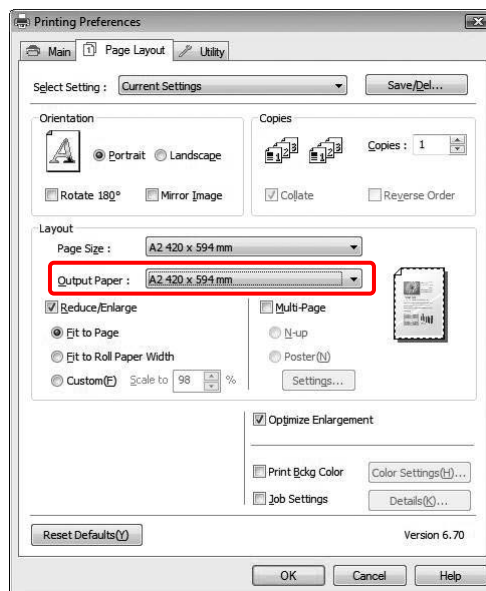 Printing Preferences
Main Page Layout Utility
Select Setting : Current Settings Save/Del...
Orientation
Portrait Landscape
Rotate 180° Mirror Image
Copies
Copies : 1
Collate Reverse Order
Layout
Page Size : A2 420 x 594 mm
Output Paper : A2 420 x 594 mm
Reduce/Enlarge
Fit to Page
Fit to Roll Paper Width
Custom(F) Scale to 98 %
Multi-Page
N-up
Poster(N)
Settings...
Optimize Enlargement
Print Bckg Color Color Settings(H)...
Job Settings Details(K)...
Reset Defaults(Y) Version 6.70
OK Cancel Help